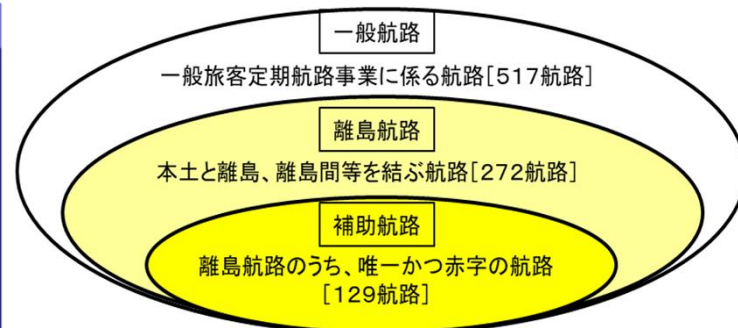 一般航路
一般旅客定期航路事業に係る航路[517航路]
離島航路
本土と離島、離島間等を結ぶ航路[272航路]
補助航路
離島航路のうち、唯一かつ赤字の航路
[129航路]